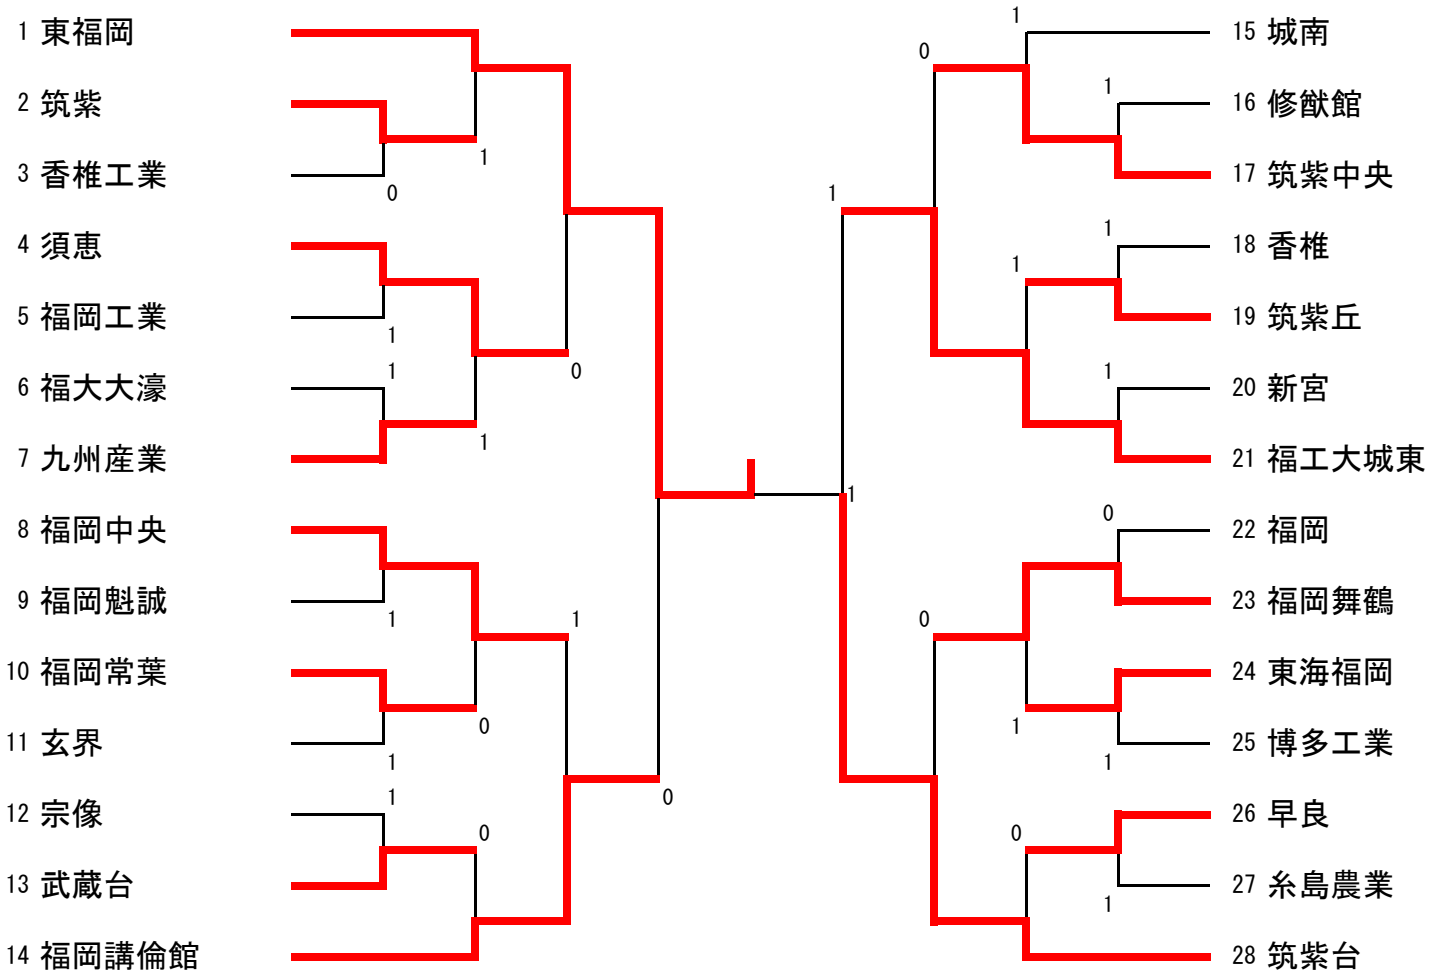 1 東福岡
2 筑紫
3 香椎工業
4 須恵
5 福岡工業
6 福大大濠
7 九州産業
8 福岡中央
9 福岡魁誠
10 福岡常葉
11 玄界
12 宗像
13 武蔵台
14 福岡講倫館
1
0
1
1
1
0
1
1
1
0
1
0
0
1
1
0
1
1
1
1
1
0
0
1
1
0
1
15 城南
16 修猷館
17 筑紫中央
18 香椎
19 筑紫丘
20 新宮
21 福工大城東
22 福岡
23 福岡舞鶴
24 東海福岡
25 博多工業
26 早良
27 糸島農業
28 筑紫台